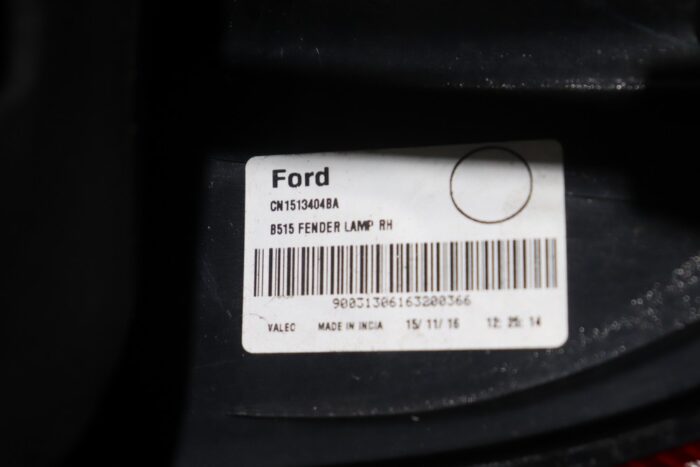 Ford
CN1513404BA
B515 FENDER LAMP RH
90031306163200366
VALEO MADE IN INDIA 15/ 11/ 16 12: 25: 14